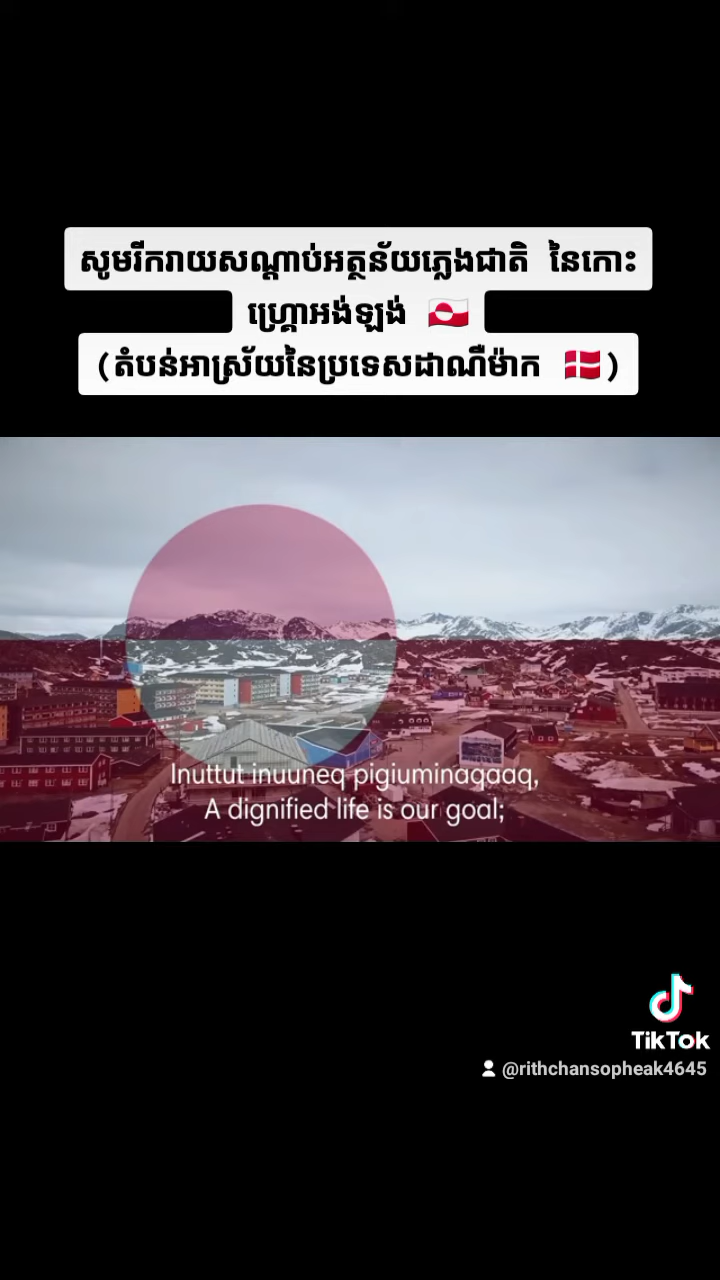 សូមរីករាយសណ្ដាប់អត្ថន័យភ្លេងជាតិ នៃកោះ
ហ្គ្រោអង់ឡង់ 🇬🇱
(តំបន់អាស្រ័យនៃប្រទេសដាណឺម៉ាក 🇩🇰)
Inuttut inuuneq pigiuminaqaaq,
A dignified life is our goal;
TikTok
@rithchansopheak4645